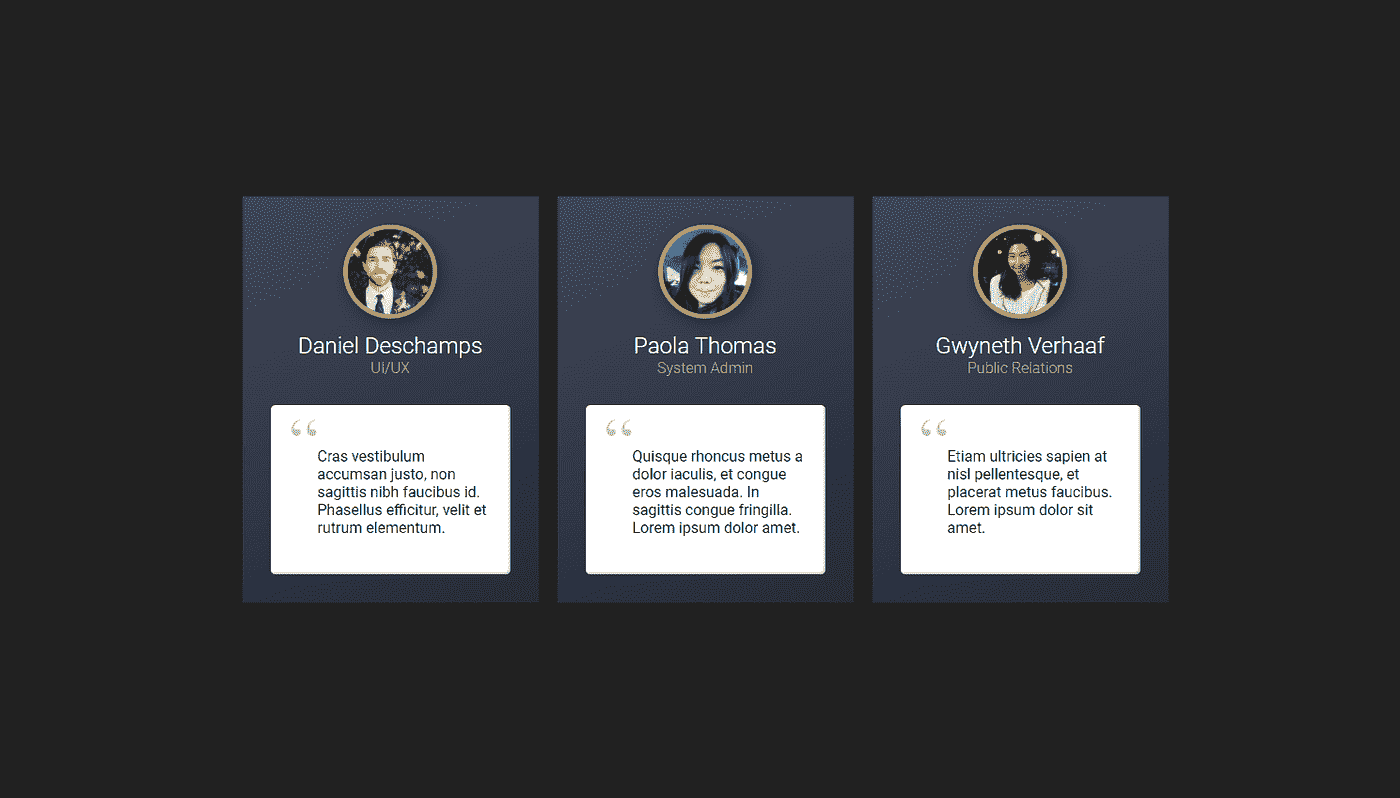 Daniel Deschamps
Ui/UX
“
Cras vestibulum
accumsan justo, non
sagittis nibh faucibus id.
Phasellus efficitur, velit et
rutrum elementum.
Paola Thomas
System Admin
“
Quisque rhoncus metus a
dolor iaculis, et congue
eros malesuada. In
sagittis congue fringilla.
Lorem ipsum dolor amet.
Gwyneth Verhaaf
Public Relations
“
Etiam ultricies sapien at
nisl pellentesque, et
placerat metus faucibus.
Lorem ipsum dolor sit
amet.